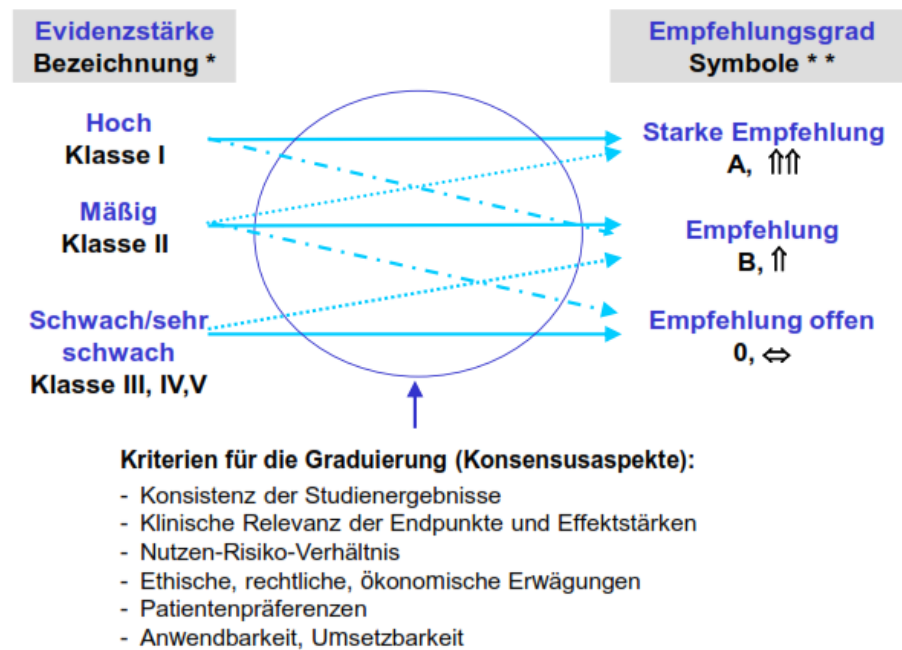 Evidenzstärke
Bezeichnung *
Empfehlungsgrad
Symbole * *
Hoch
Klasse I
Starke Empfehlung
A, ⇑⇑
Mäßig
Klasse II
Empfehlung
B, ⇑
Schwach/sehr
schwach
Klasse III, IV,V
Empfehlung offen
0, ⇔
Kriterien für die Graduierung (Konsensusaspekte):
- Konsistenz der Studienergebnisse
- Klinische Relevanz der Endpunkte und Effektstärken
- Nutzen-Risiko-Verhältnis
- Ethische, rechtliche, ökonomische Erwägungen
- Patientenpräferenzen
- Anwendbarkeit, Umsetzbarkeit